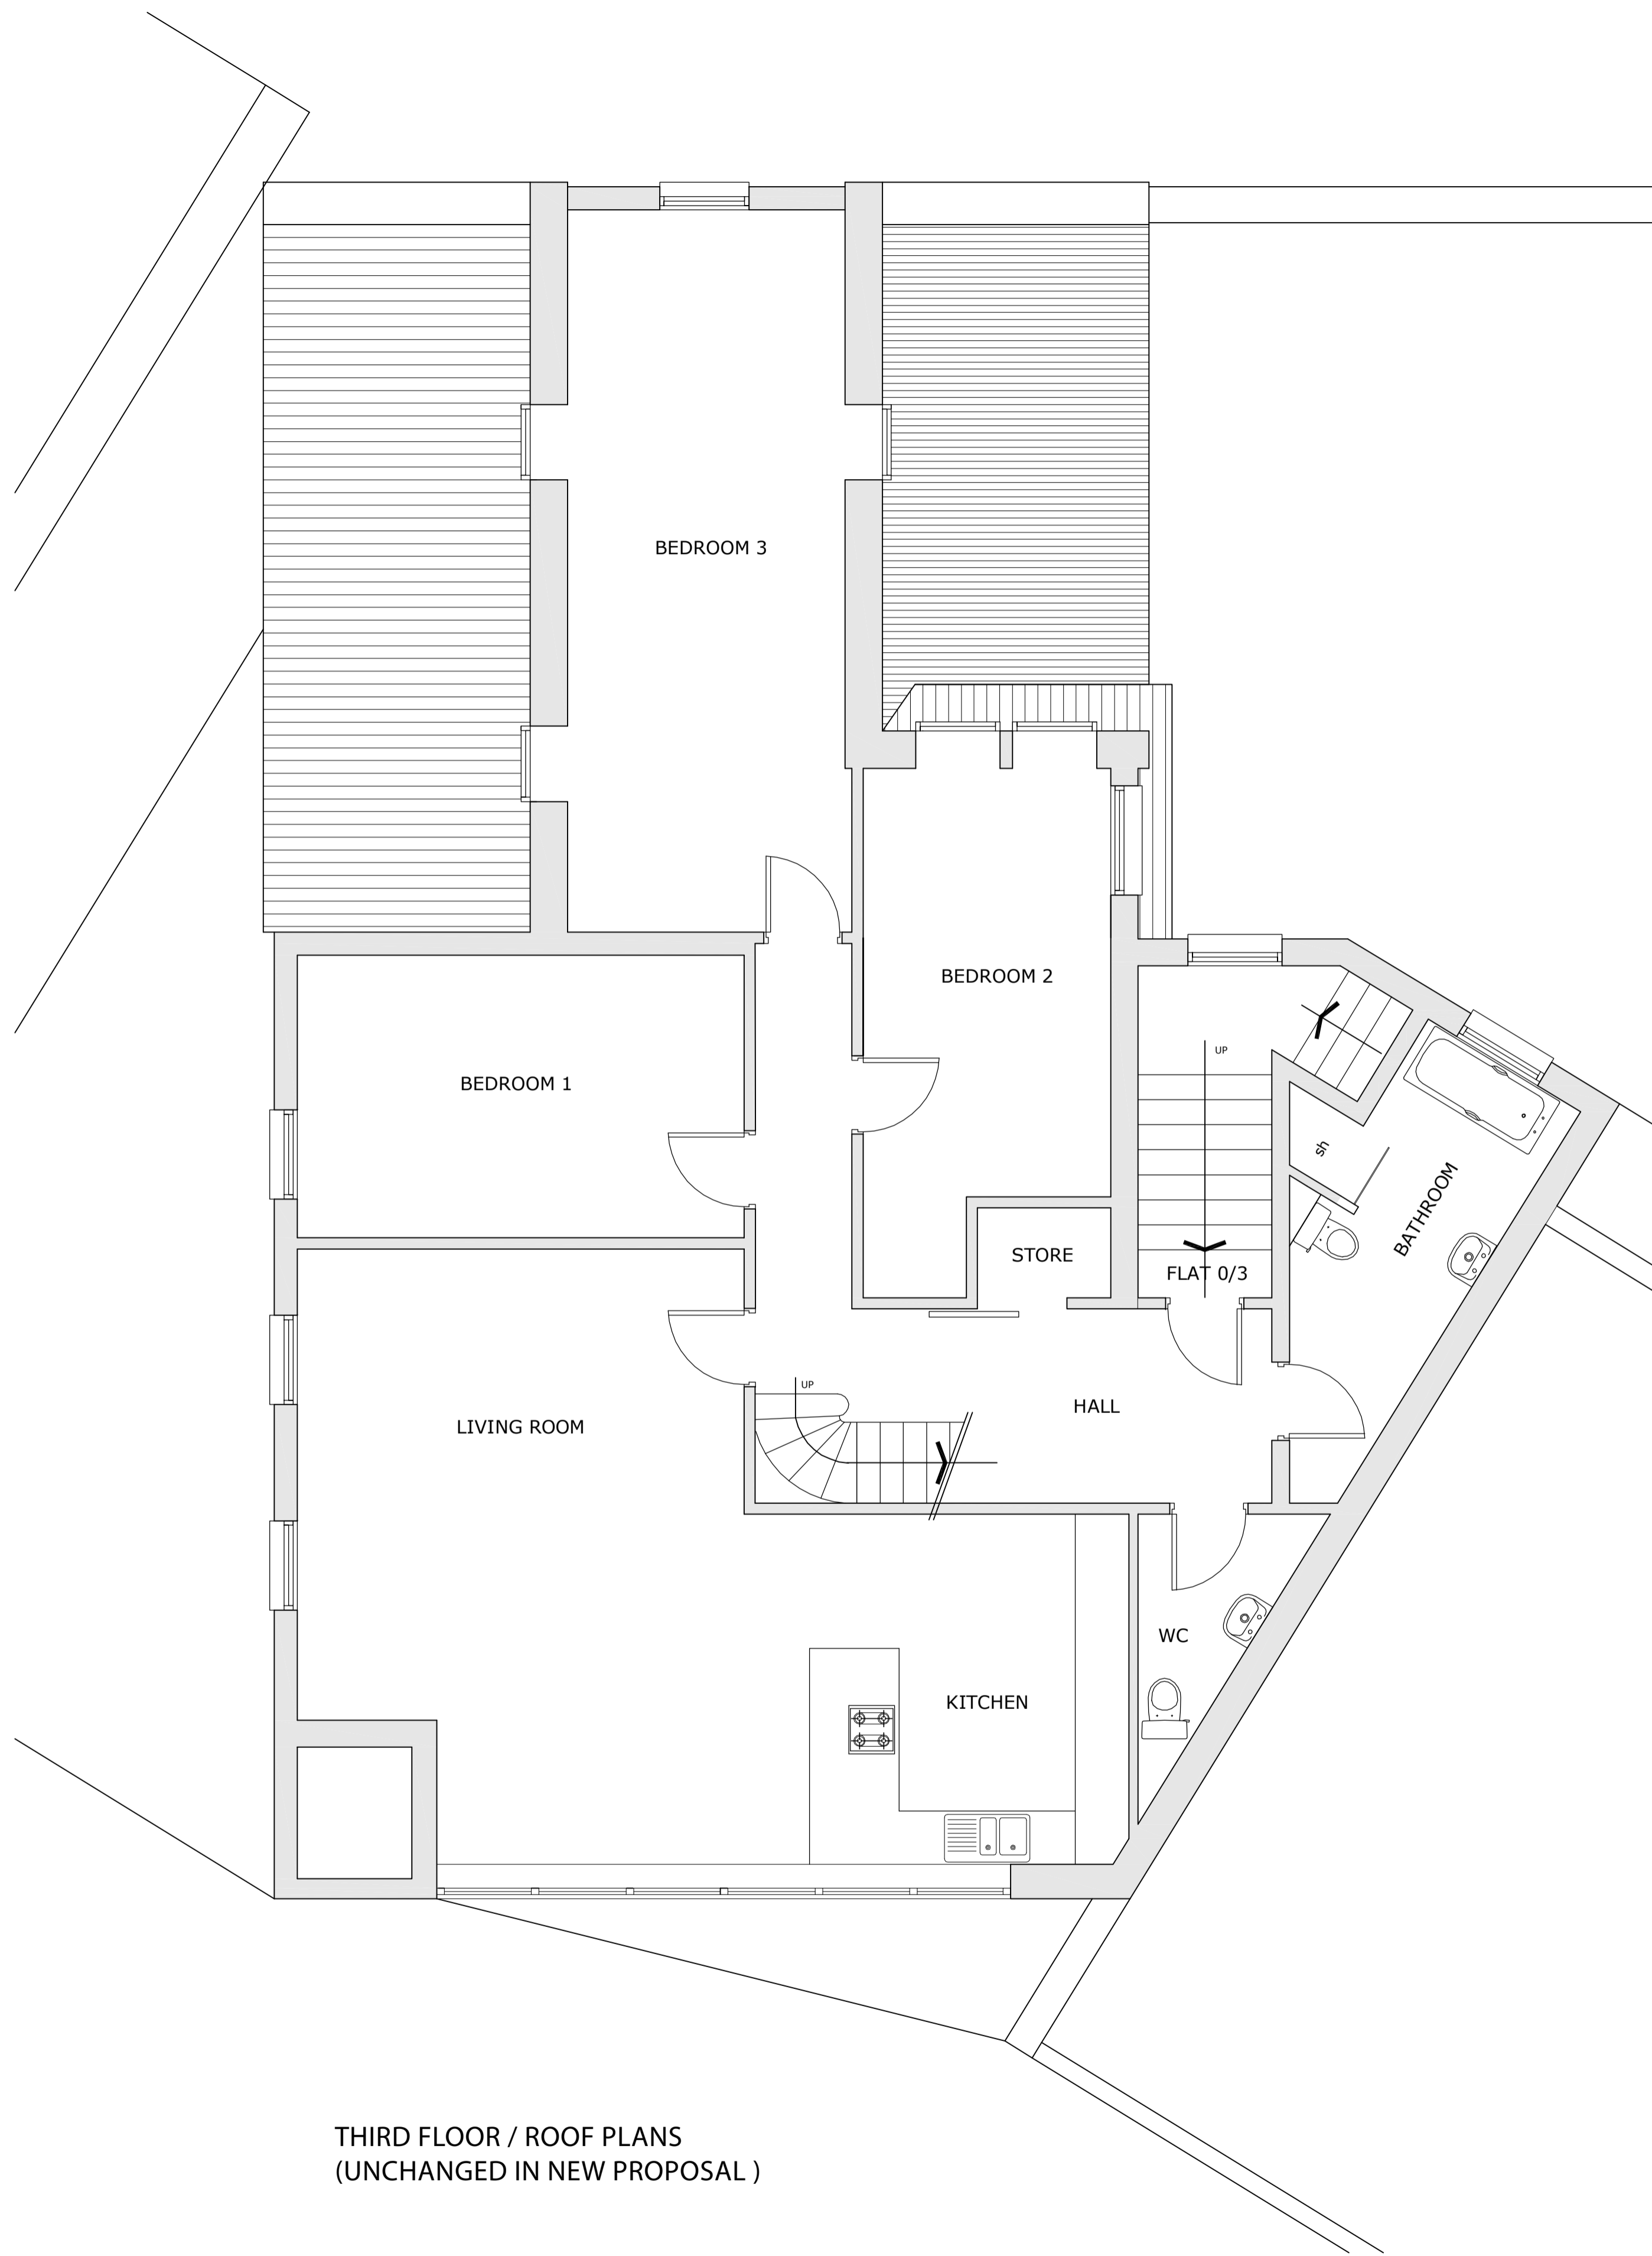 BEDROOM 3
BEDROOM 2
UP
BEDROOM 1
sh
BATHROOM
STORE
FLAT 0/3
UP
HALL
LIVING ROOM
WC
KITCHEN
THIRD FLOOR / ROOF PLANS
(UNCHANGED IN NEW PROPOSAL )